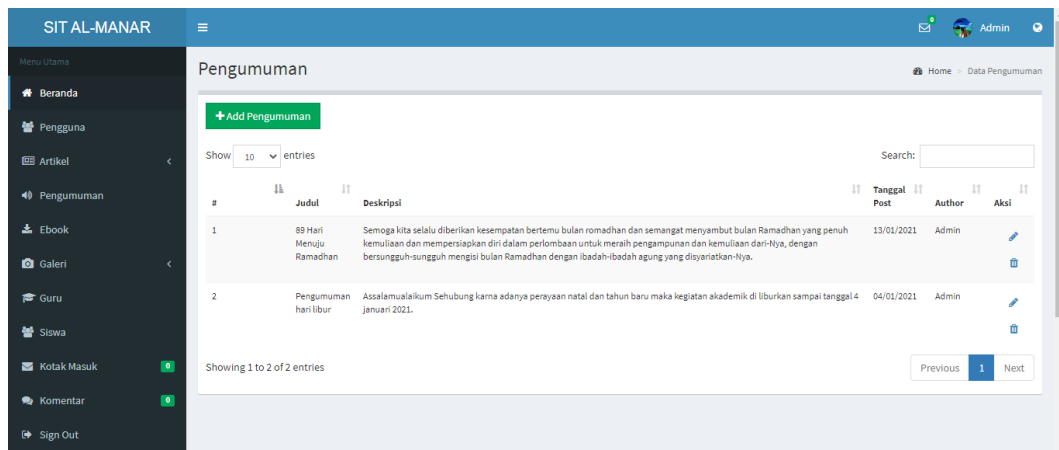 SIT AL-MANAR
0
Admin
Menu Utama
Beranda
Pengguna
Artikel
Pengumuman
Ebook
Galeri
Guru
Siswa
Kotak Masuk 0
Komentar 0
Sign Out
Pengumuman
Home > Data Pengumuman
+Add Pengumuman
Show 10 entries
Search:
# Judul Deskripsi Tanggal Post Author Aksi
1 89 Hari Menuju Ramadhan
Semoga kita selalu diberikan kesempatan bertemu bulan romadhan dan semangat menyambut bulan Ramadhan yang penuh
kemuliaan dan mempersiapkan diri dalam perlombaan untuk meraih pengampunan dan kemuliaan dari-Nya, dengan
bersungguh-sungguh mengisi bulan Ramadhan dengan ibadah-ibadah agung yang disyariatkan-Nya.
13/01/2021 Admin
2 Pengumuman hari libur
Assalamualaikum Sehubung karna adanya perayaan natal dan tahun baru maka kegiatan akademik di liburkan sampai tanggal 4
januari 2021.
04/01/2021 Admin
Showing 1 to 2 of 2 entries
Previous 1 Next